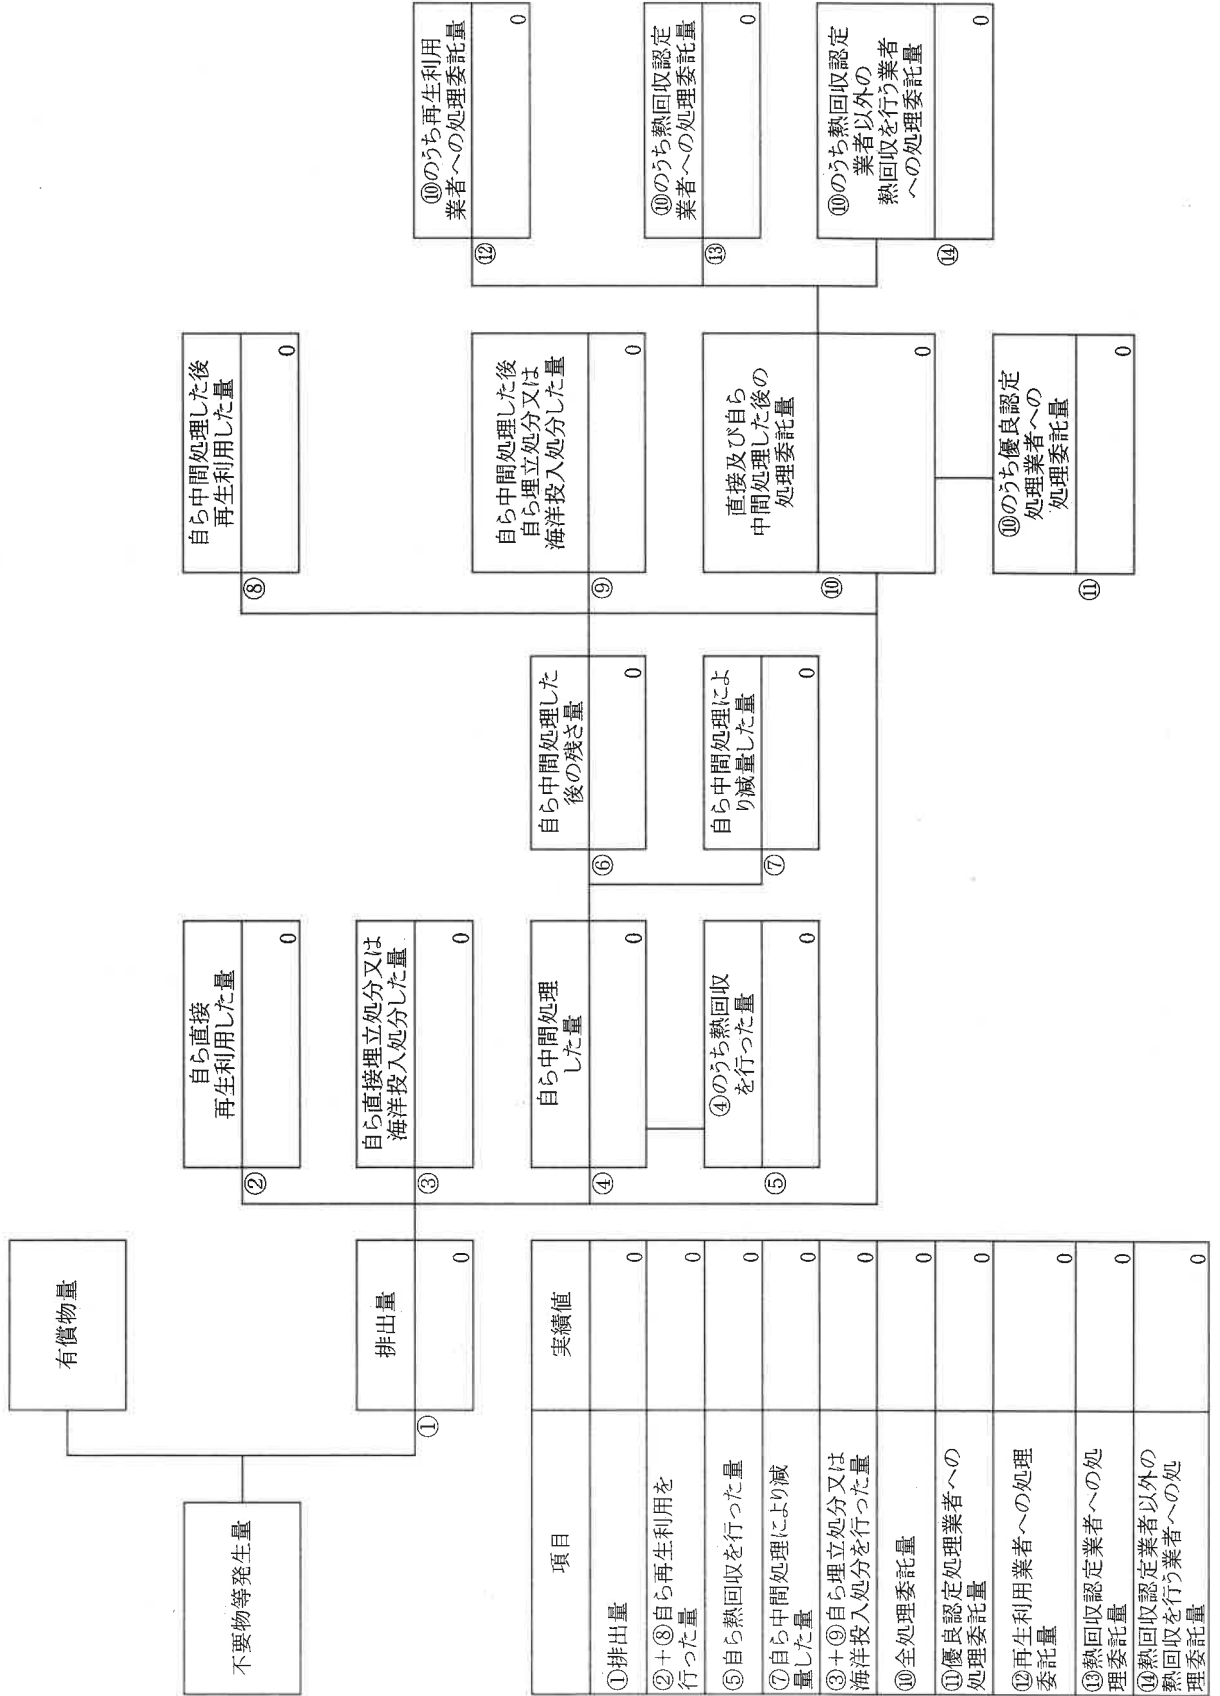 不要物等発生量
有償物量
①
排出量
0
②
自ら直接
再生利用した量
0
③
自ら直接埋立処分又は
海洋投入処分した量
0
④
自ら中間処理
した量
0
⑤
④のうち熱回収
を行った量
0
⑥
自ら中間処理した
後の残さ量
0
⑦
自ら中間処理によ
り減量した量
0
⑧
自ら中間処理した後
再生利用した量
0
⑨
自ら中間処理した後
自ら埋立処分又は
海洋投入処分した量
0
⑩
直接及び自ら
中間処理した後の
処理委託量
0
⑪
⑩のうち優良認定
処理業者への
処理委託量
0
⑫
⑩のうち再生利用
業者への処理委託量
0
⑬
⑩のうち熱回収認定
業者への処理委託量
0
⑭
⑩のうち熱回収認定
業者以外の
熱回収を行う業者
への処理委託量
0
項目 実績値
①排出量 0
②+⑧自ら再生利用を
行った量 0
⑤自ら熱回収を行った量 0
⑦自ら中間処理により減
量した量 0
③+⑨自ら埋立処分又は
海洋投入処分を行った量 0
⑩全処理委託量 0
⑪優良認定処理業者への
処理委託量 0
⑫再生利用業者への処理
委託量 0
⑬熱回収認定業者への処
理委託量 0
⑭熱回収認定業者以外の
熱回収を行う業者への処
理委託量 0